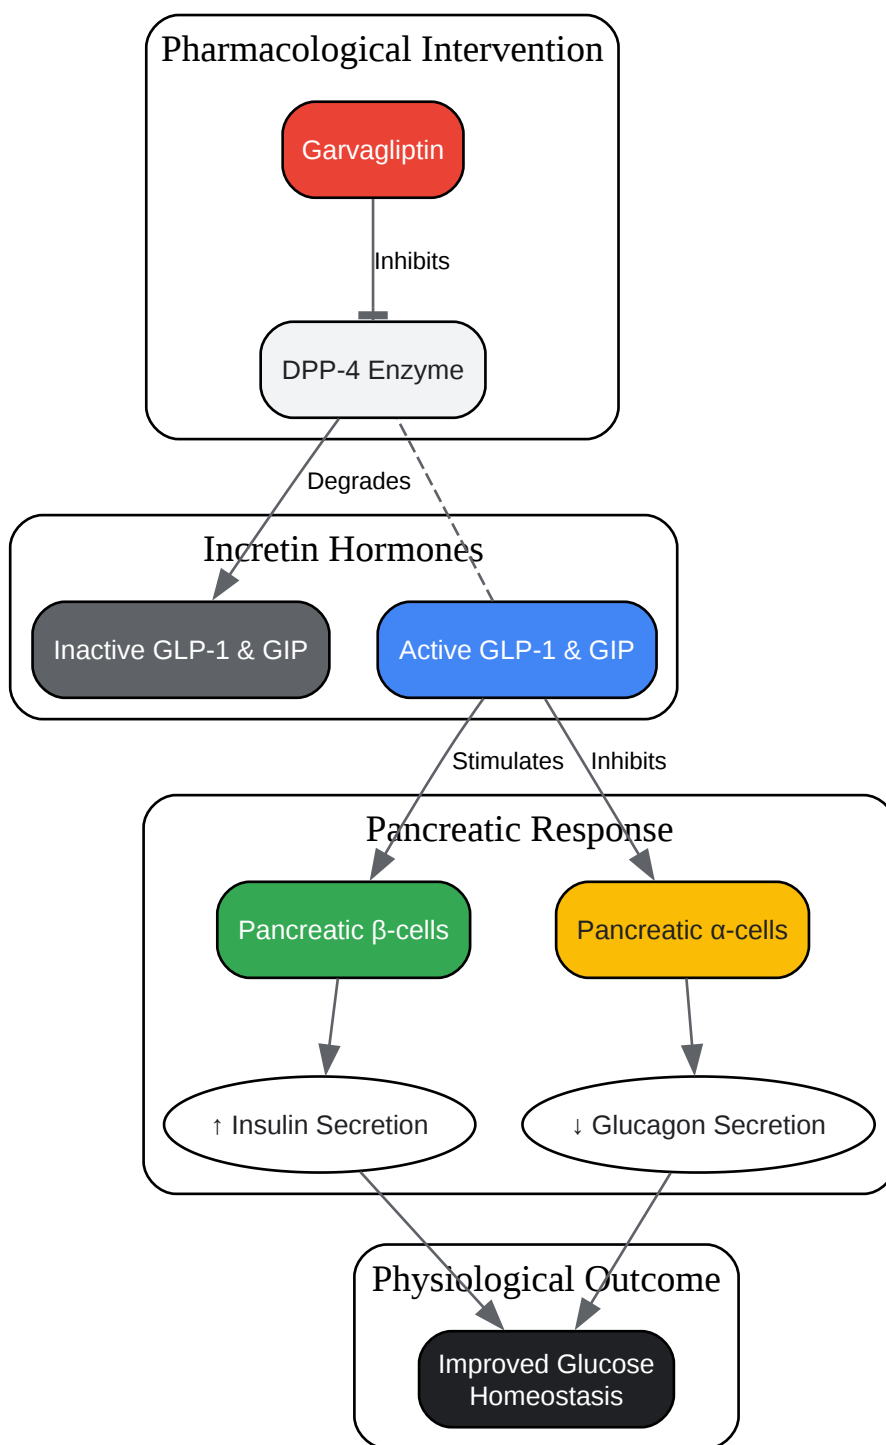 Pharmacological Intervention
Garvagliptin
Inhibits
DPP-4 Enzyme
Degrades
Incretin Hormones
Inactive GLP-1 & GIP
Active GLP-1 & GIP
Stimulates
Inhibits
Pancreatic Response
Pancreatic β-cells
Pancreatic α-cells
↑ Insulin Secretion
↓ Glucagon Secretion
Physiological Outcome
Improved Glucose
Homeostasis